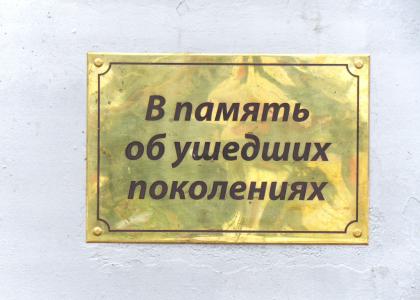 В память
об ушедших
поколениях